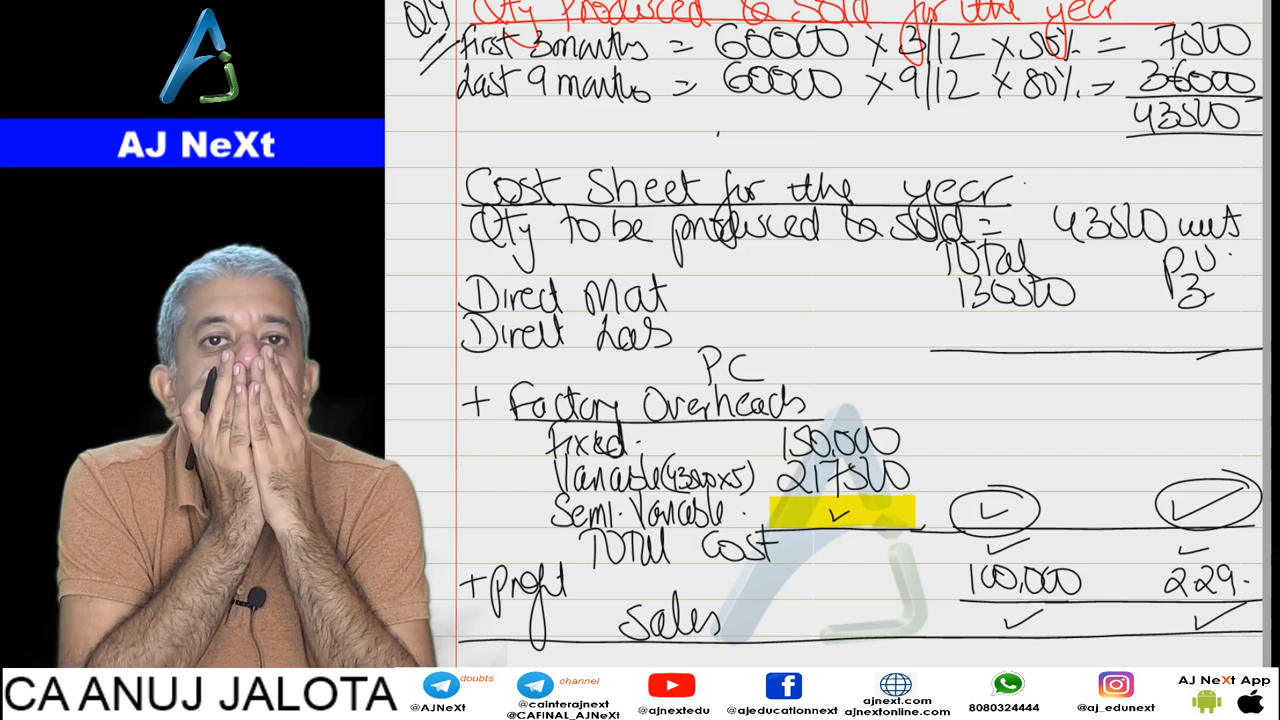 Qty Produced & Sold for the year
first 3 months = 60000 × 3/12 × 50% = 7500
Last 9 months = 60000 × 9/12 × 80% = 36000
43500
Cost Sheet for the year
Qty to be produced & sold = 43500 units
Total P.U.
Direct Mat 130500 3
Direct Lab
PC
+ Factory Overheads
Fixed 150,000
Variable (43500×5) 217500
Semi-Variable ✓ ✓ ✓
Total Cost ✓ ✓
+ Profit 100,000 2.29
Sales ✓ ✓
AJ
AJ NeXt
CA ANUJ JALOTA
doubts
@AJNeXt
channel
@cainterajnext
@CAFINAL_AJNeXt
@ajnextedu
@ajeducationnext
ajnext.com
ajnextonline.com
8080324444
@aj_edunext
AJ NeXt App